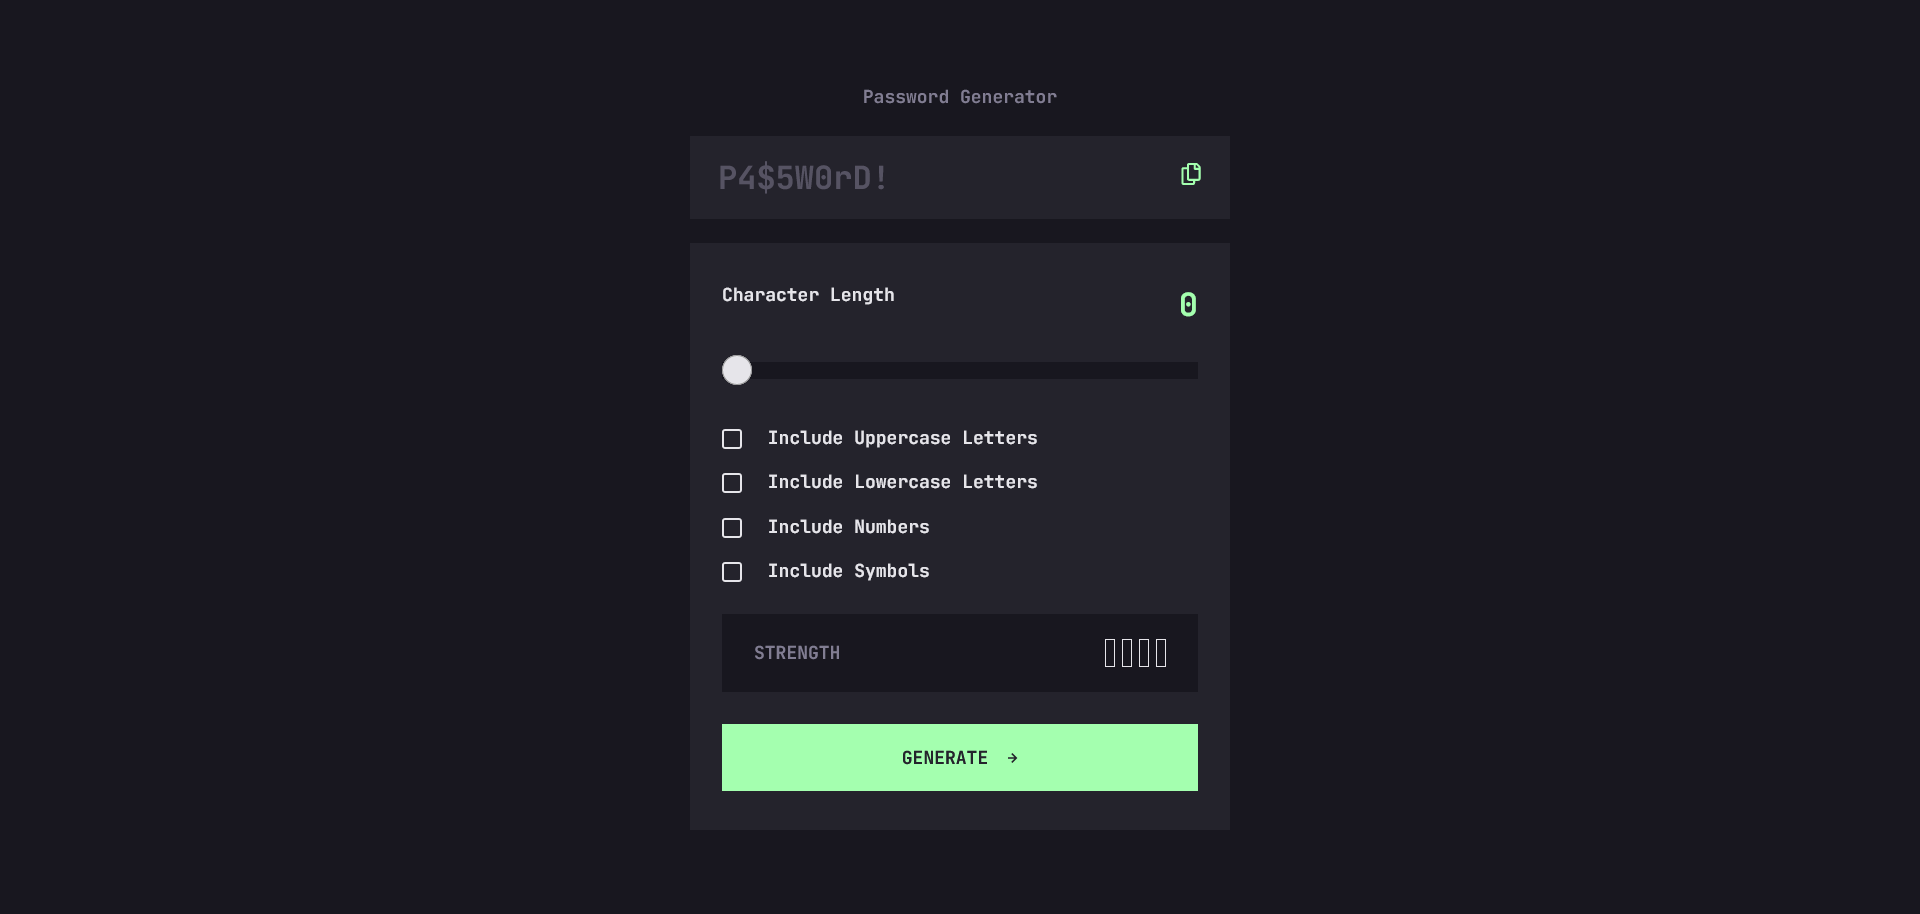 Password Generator
P4$5W0rD!
Character Length
0
Include Uppercase Letters
Include Lowercase Letters
Include Numbers
Include Symbols
STRENGTH
GENERATE →